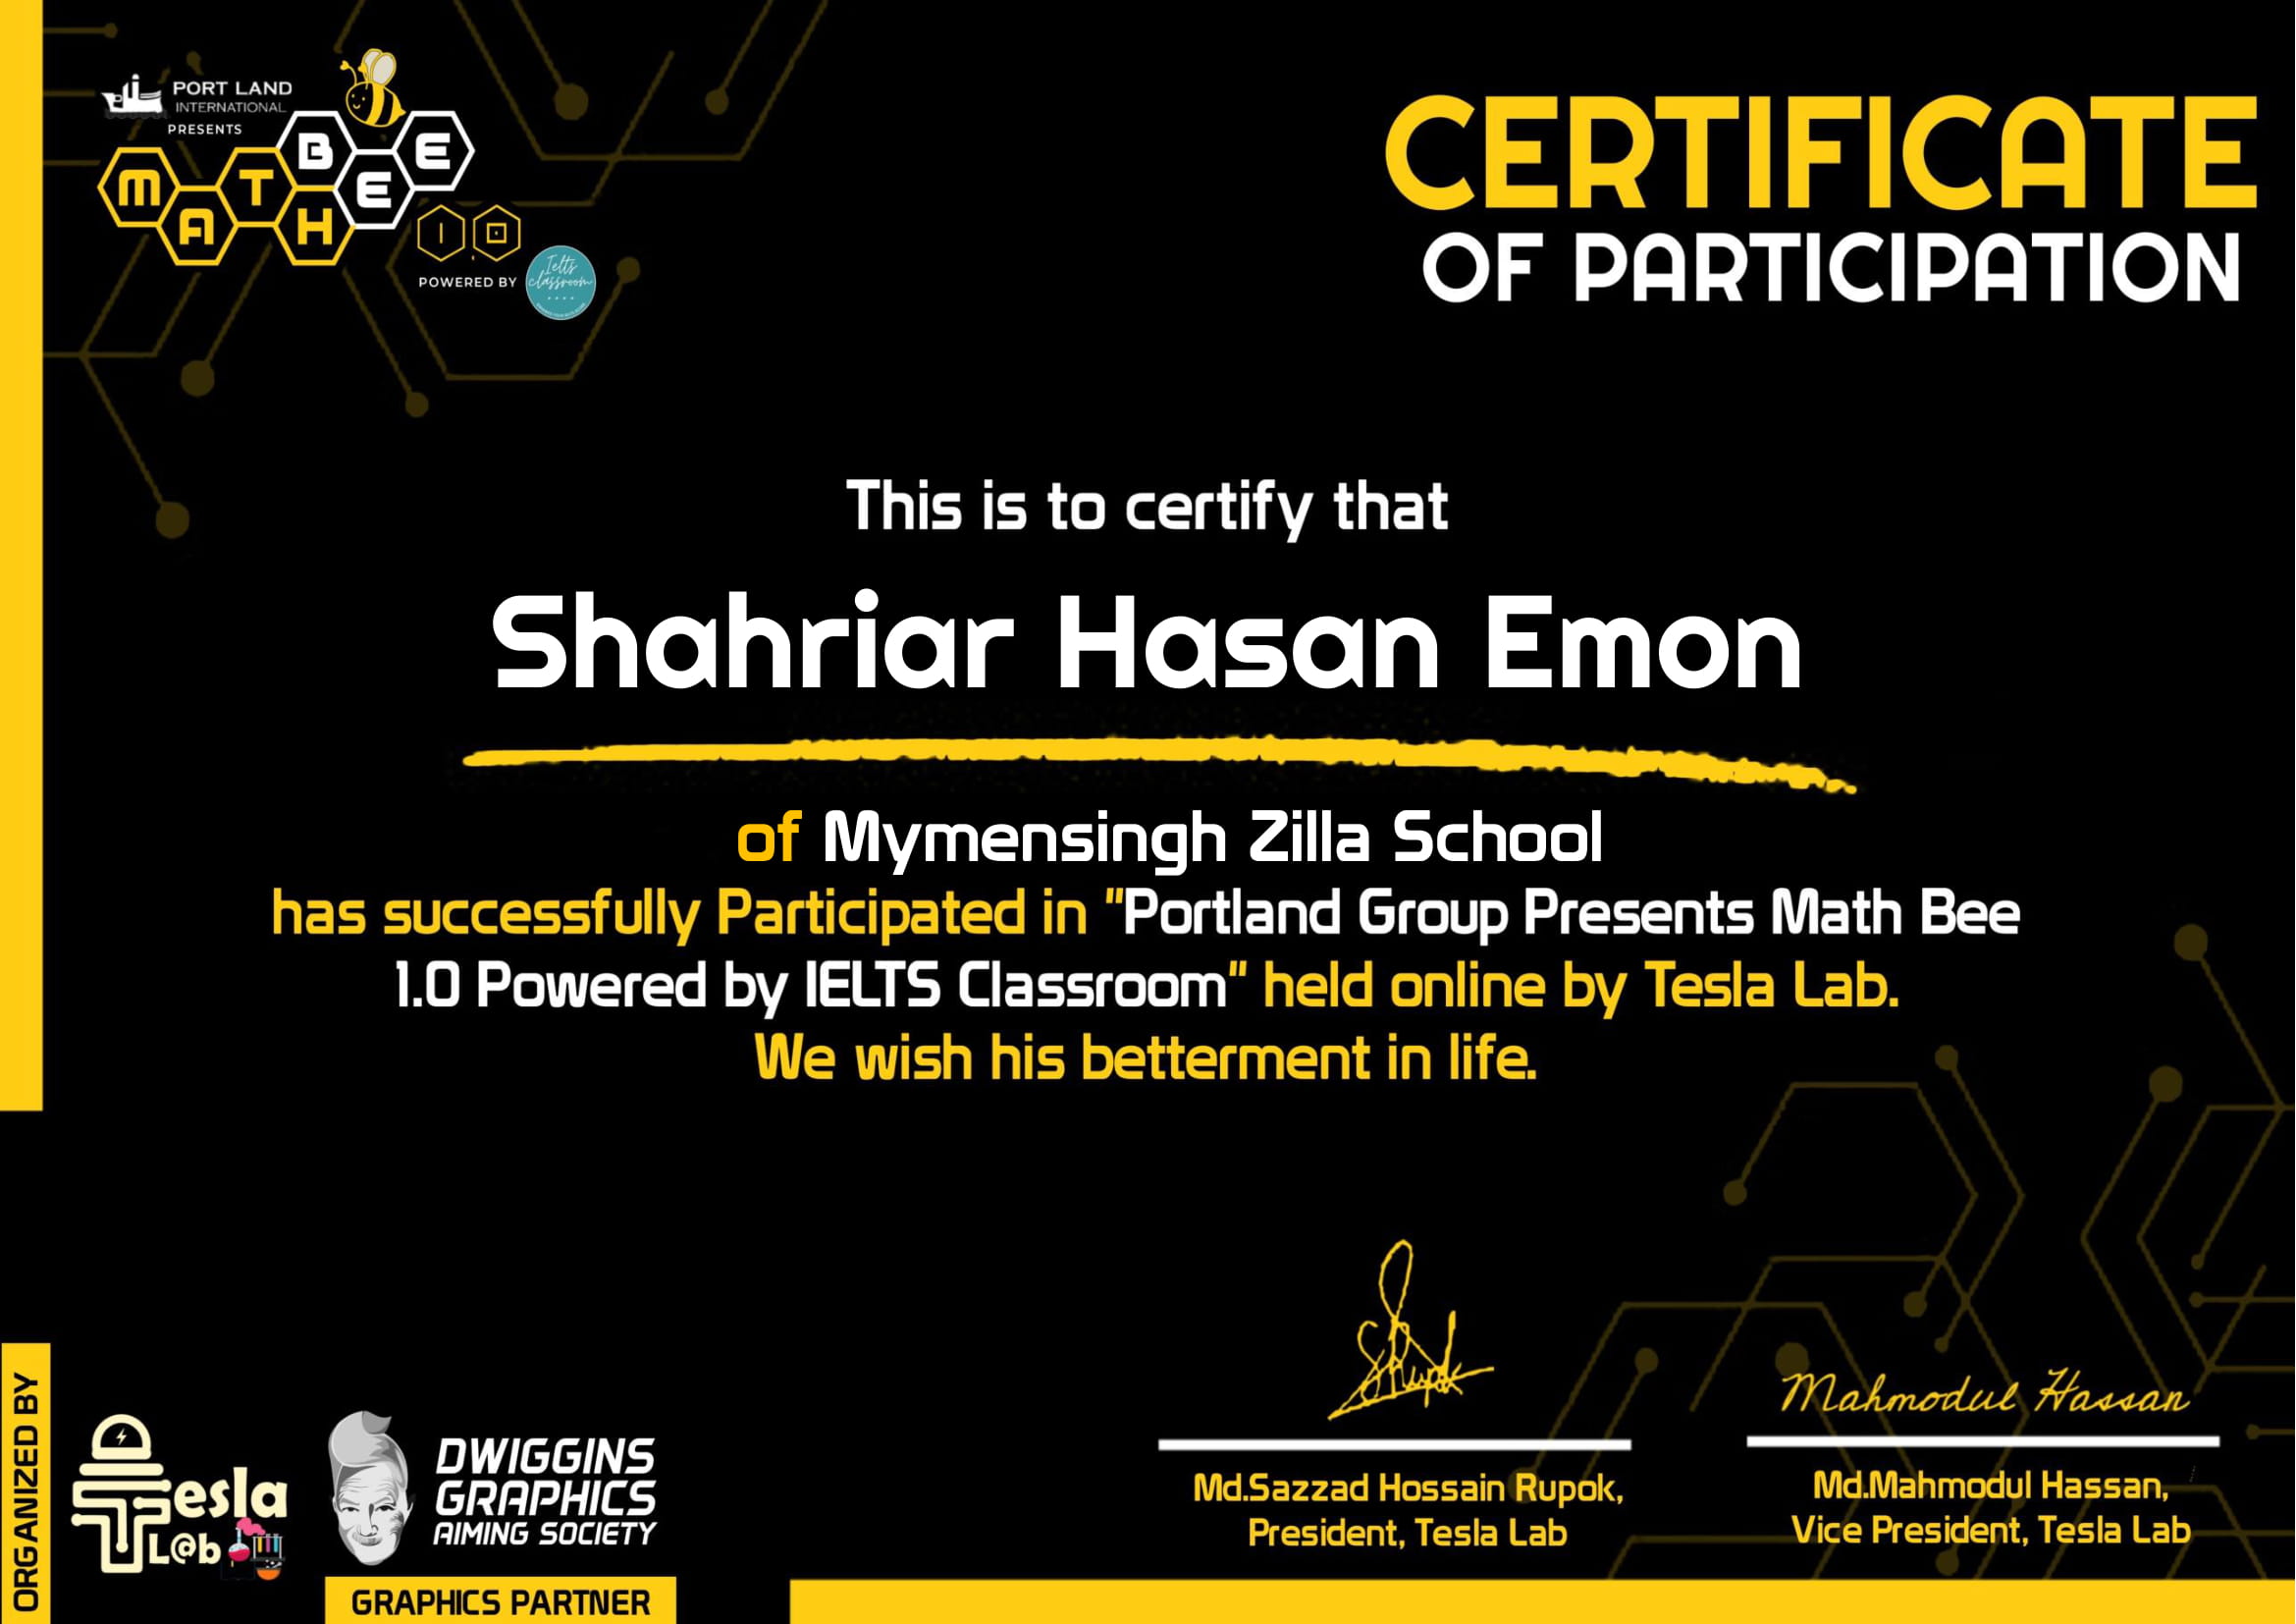 PORT LAND
INTERNATIONAL
PRESENTS
MATH BEE
1.0
POWERED BY
Ielts
classroom
CERTIFICATE
OF PARTICIPATION
This is to certify that
Shahriar Hasan Emon
of Mymensingh Zilla School
has successfully Participated in "Portland Group Presents Math Bee
1.0 Powered by IELTS Classroom" held online by Tesla Lab.
We wish his betterment in life.
SRupok
Md.Sazzad Hossain Rupok,
President, Tesla Lab
Mahmodul Hassan
Md.Mahmodul Hassan,
Vice President, Tesla Lab
ORGANIZED BY
Tesla
L@b
DWIGGINS
GRAPHICS
AIMING SOCIETY
GRAPHICS PARTNER